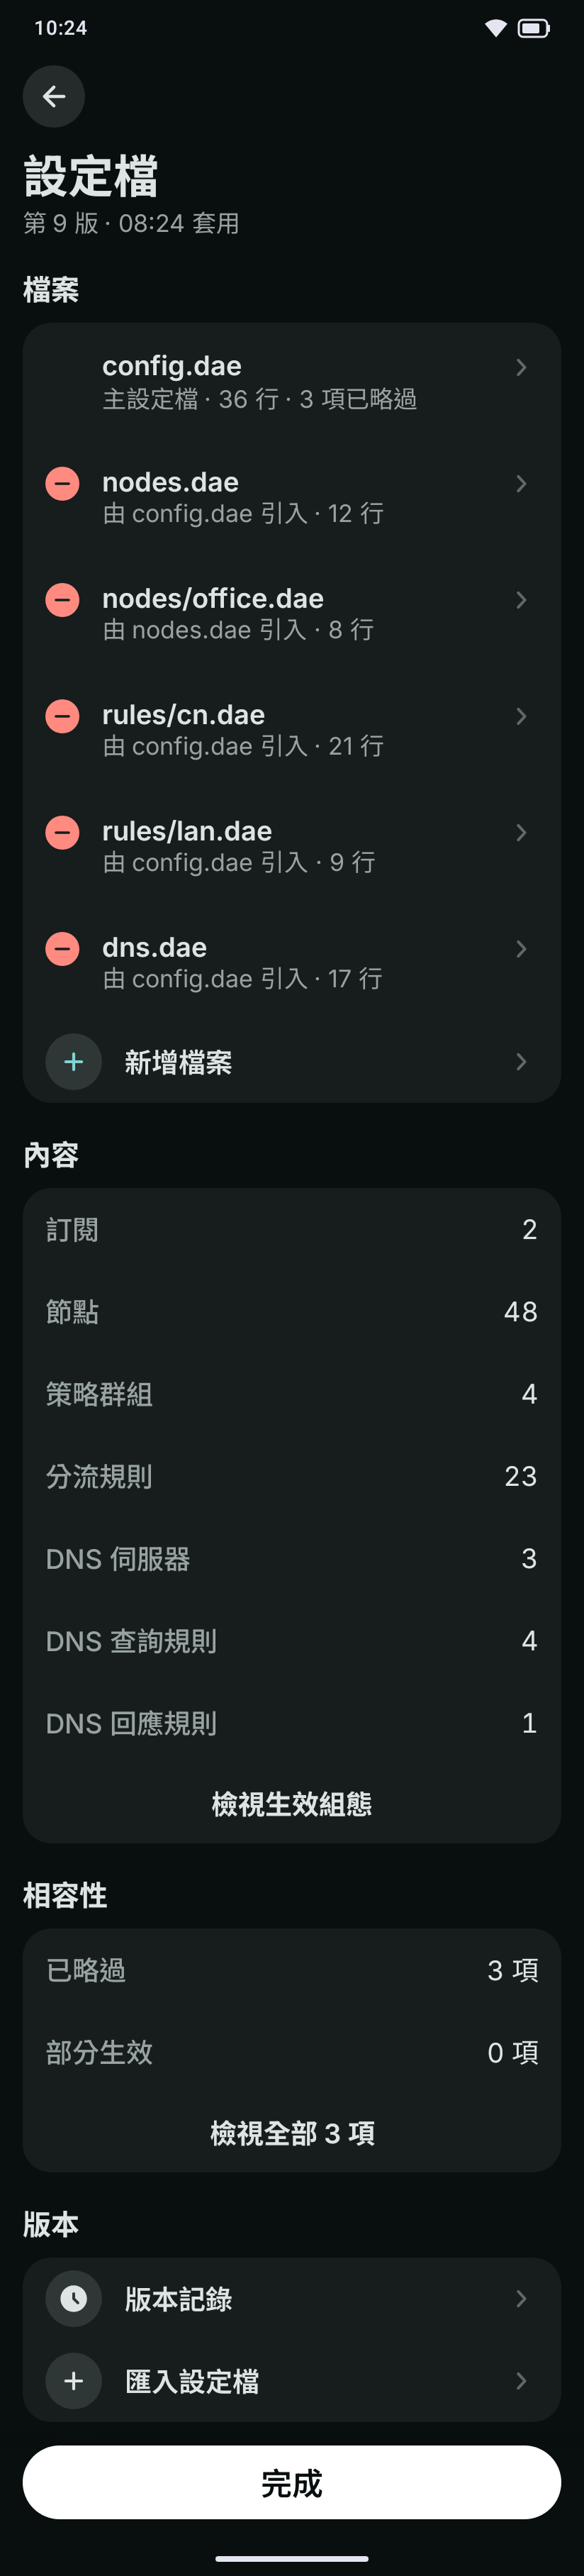 10:24
設定檔
第 9 版 · 08:24 套用
檔案
config.dae
主設定檔 · 36 行 · 3 項已略過
nodes.dae
由 config.dae 引入 · 12 行
nodes/office.dae
由 nodes.dae 引入 · 8 行
rules/cn.dae
由 config.dae 引入 · 21 行
rules/lan.dae
由 config.dae 引入 · 9 行
dns.dae
由 config.dae 引入 · 17 行
新增檔案
內容
訂閱 2
節點 48
策略群組 4
分流規則 23
DNS 伺服器 3
DNS 查詢規則 4
DNS 回應規則 1
檢視生效組態
相容性
已略過 3 項
部分生效 0 項
檢視全部 3 項
版本
版本記錄
匯入設定檔
完成